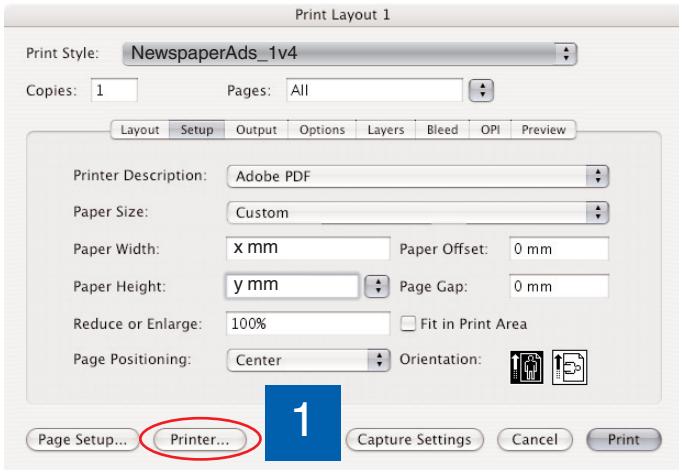 Print Layout 1
Print Style: NewspaperAds_1v4
Copies: 1 Pages: All
Layout Setup Output Options Layers Bleed OPI Preview
Printer Description: Adobe PDF
Paper Size: Custom
Paper Width: x mm Paper Offset: 0 mm
Paper Height: y mm Page Gap: 0 mm
Reduce or Enlarge: 100% Fit in Print Area
Page Positioning: Center Orientation:
Page Setup... Printer... 1 Capture Settings Cancel Print